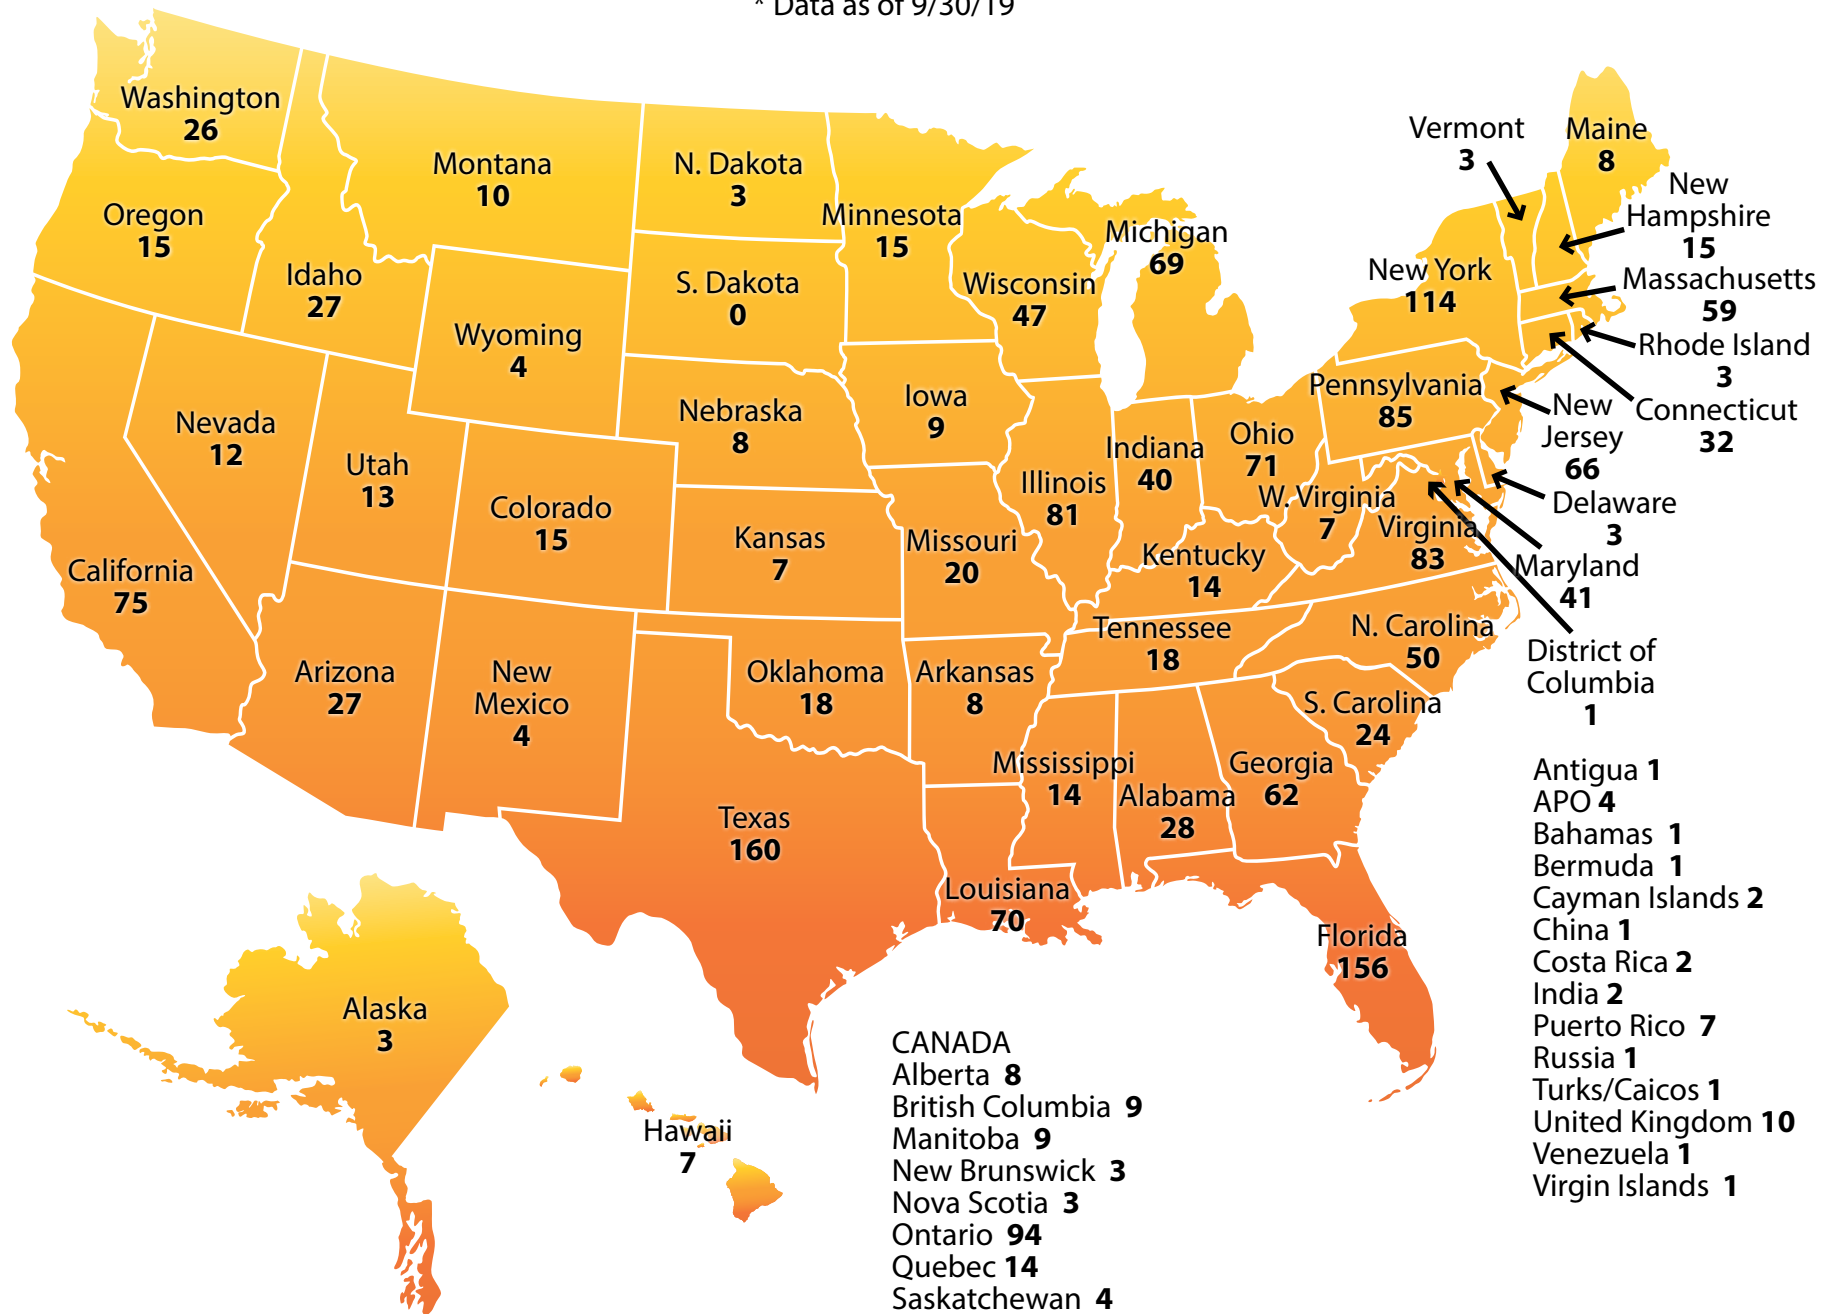 * Data as of 9/30/19
Washington
26
Oregon
15
Idaho
27
Montana
10
N. Dakota
3
S. Dakota
0
Minnesota
15
Wisconsin
47
Michigan
69
Wyoming
4
Nebraska
8
Iowa
9
Nevada
12
Utah
13
Colorado
15
Kansas
7
Missouri
20
Illinois
81
Indiana
40
Ohio
71
California
75
Arizona
27
New
Mexico
4
Oklahoma
18
Arkansas
8
Texas
160
Louisiana
70
Mississippi
14
Alabama
28
Georgia
62
Florida
156
S. Carolina
24
N. Carolina
50
Tennessee
18
Kentucky
14
W. Virginia
7
Virginia
83
Pennsylvania
85
New York
114
Vermont
3
Maine
8
New
Hampshire
15
Massachusetts
59
Rhode Island
3
Connecticut
32
New
Jersey
66
Delaware
3
Maryland
41
District of
Columbia
1
Alaska
3
Hawaii
7
CANADA
Alberta 8
British Columbia 9
Manitoba 9
New Brunswick 3
Nova Scotia 3
Ontario 94
Quebec 14
Saskatchewan 4
Antigua 1
APO 4
Bahamas 1
Bermuda 1
Cayman Islands 2
China 1
Costa Rica 2
India 2
Puerto Rico 7
Russia 1
Turks/Caicos 1
United Kingdom 10
Venezuela 1
Virgin Islands 1